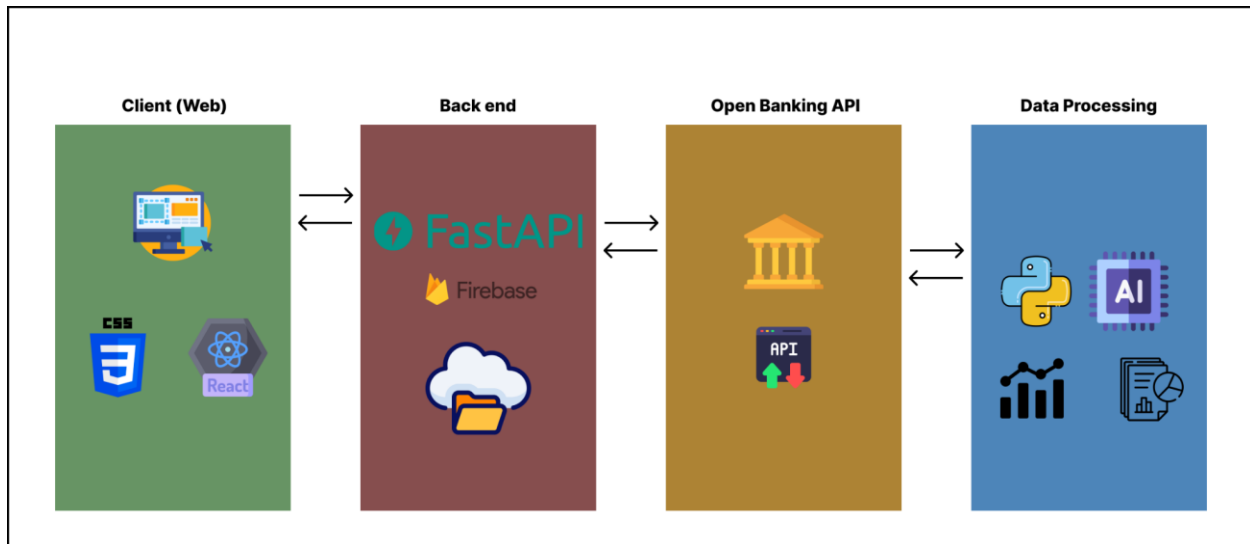 Client (Web)
Back end
Open Banking API
Data Processing
FastAPI
Firebase
API
AI
CSS
3
React